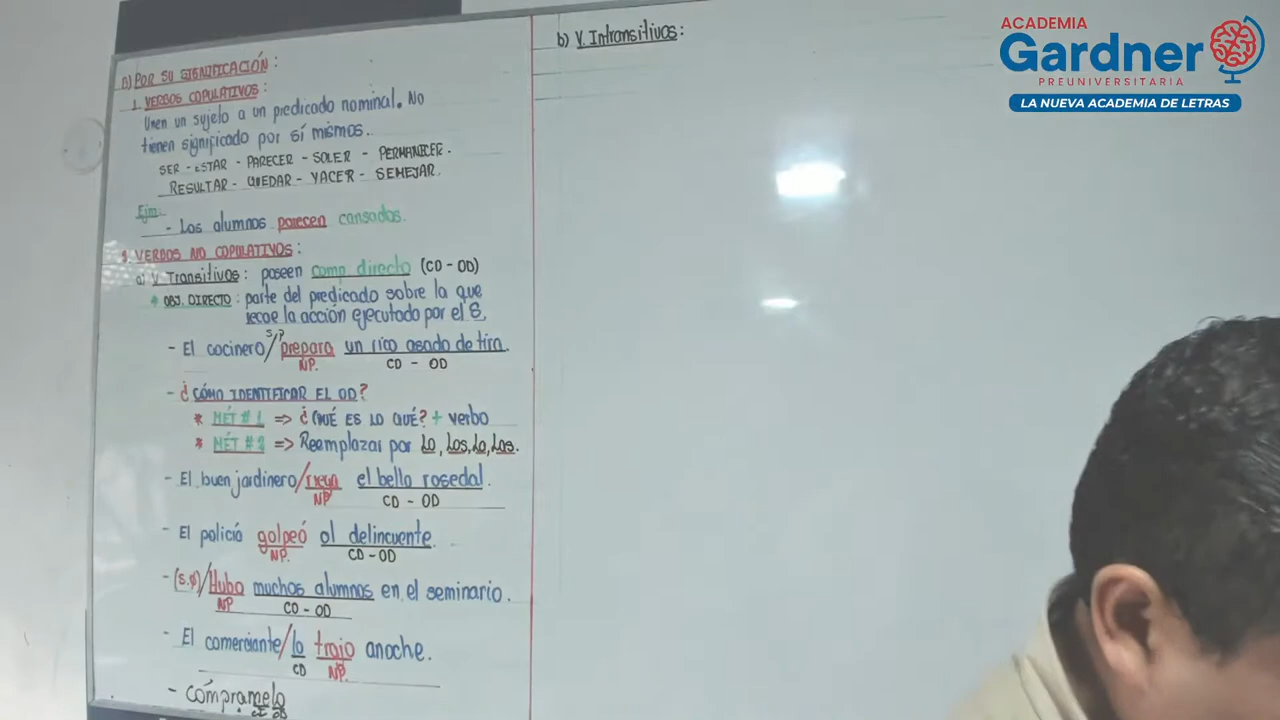 A) POR SU SIGNIFICACIÓN:
1. VERBOS COPULATIVOS:
Unen un sujeto a un predicado nominal. No
tienen significado por sí mismos.
SER - ESTAR - PARECER - SOLER - PERMANECER.
RESULTAR - QUEDAR - YACER - SEMEJAR.
Ejm:
- Los alumnos parecen cansados.
2. VERBOS NO COPULATIVOS:
a) V. Transitivos: poseen comp. directo (CD - OD)
* OBJ. DIRECTO: parte del predicado sobre la que
recae la acción ejecutado por el S.
S P
- El cocinero/prepara un rico asado de tira.
NP. CD - OD
- ¿CÓMO IDENTIFICAR EL OD?
* MÉT #1 => ¿QUÉ ES LO QUÉ? + verbo
* MÉT #2 => Reemplazar por Lo, Los, La, Las.
- El buen jardinero/riega el bello rosedal.
NP CD - OD
- El policía golpeó al delincuente.
NP. CD - OD
- (S.Ø)/Hubo muchos alumnos en el seminario.
NP CD - OD
- El comerciante/lo trajo anoche.
CD NP.
- cómpramelo
CI OD
b) V. Intransitivos:
ACADEMIA
Gardner
PREUNIVERSITARIA
LA NUEVA ACADEMIA DE LETRAS